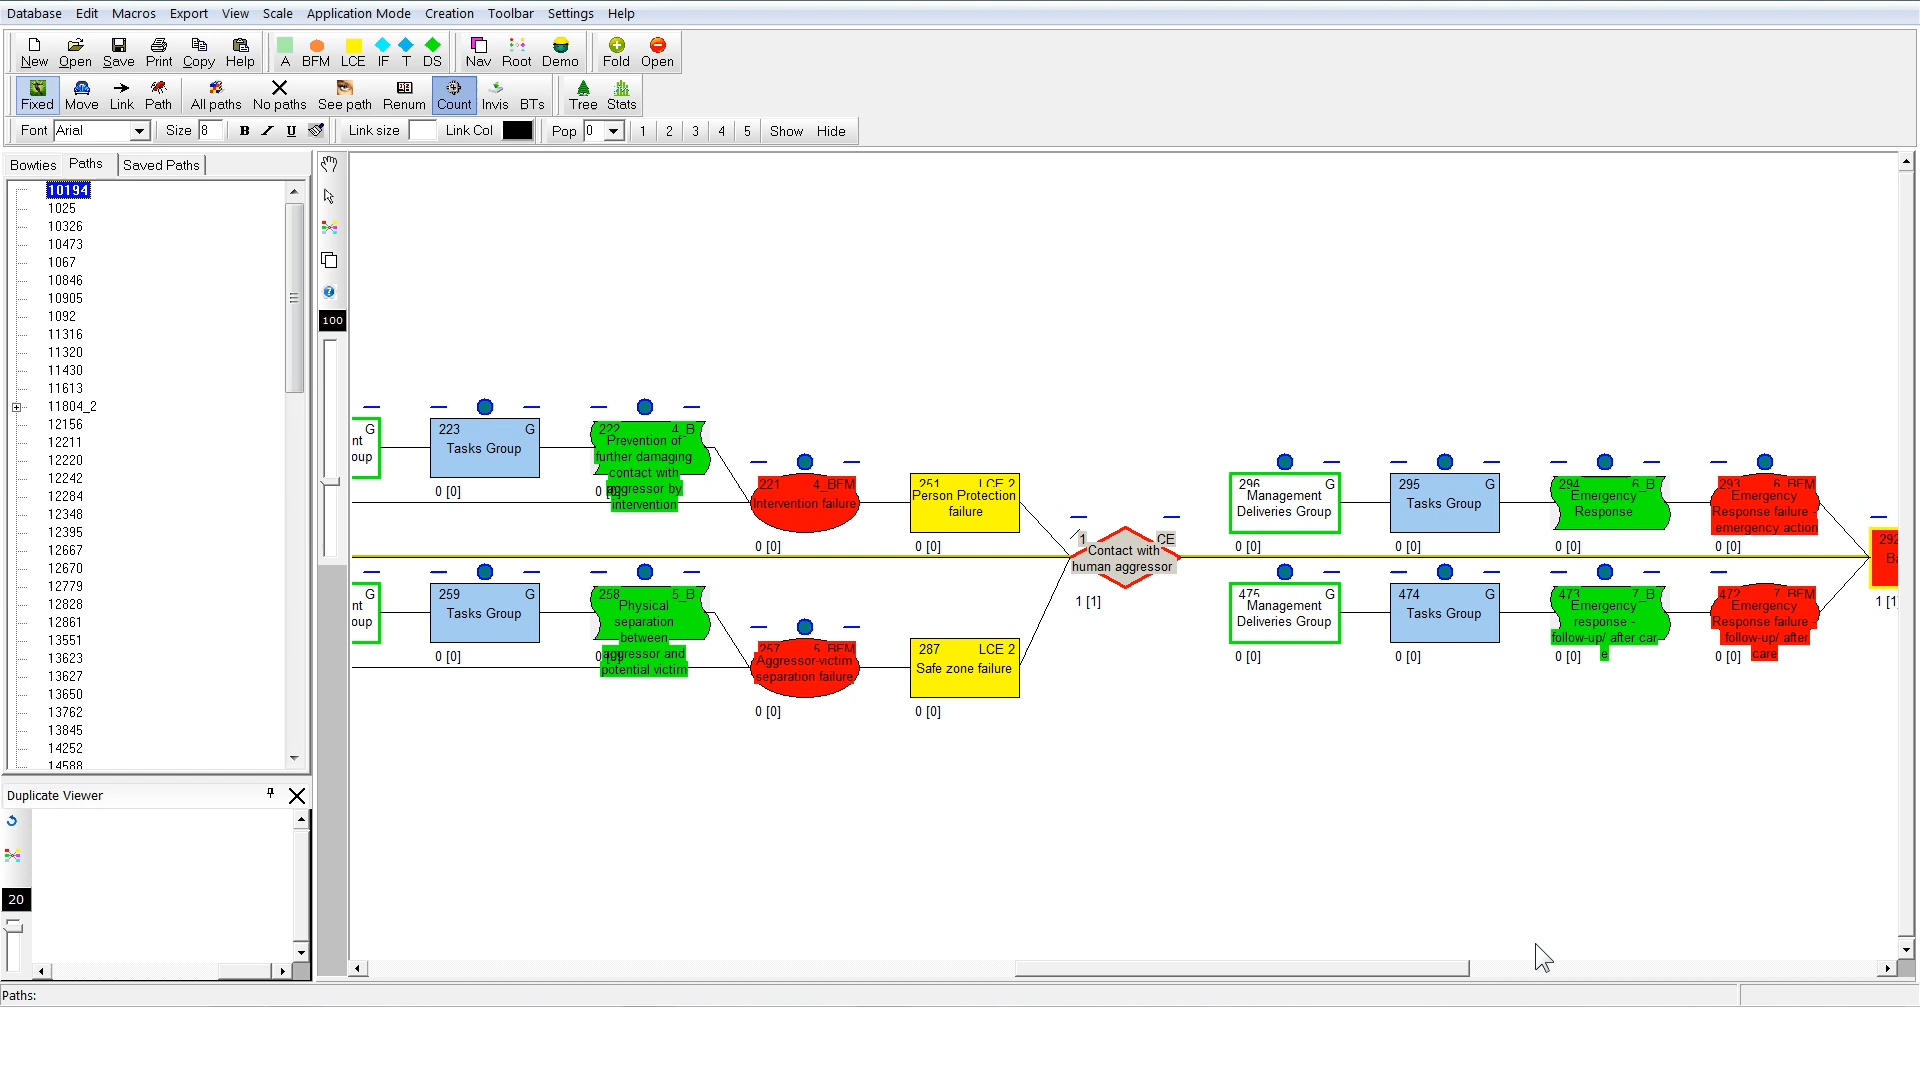 Database Edit Macros Export View Scale Application Mode Creation Toolbar Settings Help
New Open Save Print Copy Help A BFM LCE IF T DS Nav Root Demo Fold Open
Fixed Move Link Path All paths No paths See path Renum Count Invis BTs Tree Stats
Font Arial Size 8 B I U Link size Link Col Pop 0 1 2 3 4 5 Show Hide
Bowties Paths Saved Paths
10194
1025
10326
10473
1067
10846
10905
1092
11316
11320
11430
11613
11804_2
12156
12211
12220
12242
12284
12348
12395
12667
12670
12779
12828
12861
13551
13623
13627
13650
13762
13845
14252
14588
100
G
nt
oup
223 G
Tasks Group
0 [0]
222 4_B
Prevention of
further damaging
contact with
aggressor by
intervention
221 4_BFM
Intervention failure
0 [0]
251 LCE 2
Person Protection
failure
0 [0]
G
nt
oup
259 G
Tasks Group
0 [0]
258 5_B
Physical
separation
between
aggressor and
potential victim
257 5_BFM
Aggressor-victim
separation failure
0 [0]
287 LCE 2
Safe zone failure
0 [0]
1 CE
Contact with
human aggressor
1 [1]
296 G
Management
Deliveries Group
0 [0]
295 G
Tasks Group
0 [0]
294 6_B
Emergency
Response
0 [0]
293 6_BFM
Emergency
Response failure -
emergency action
0 [0]
475 G
Management
Deliveries Group
0 [0]
474 G
Tasks Group
0 [0]
473 7_B
Emergency
response -
follow-up/ after car
e
0 [0]
472 7_BFM
Emergency
Response failure -
follow-up/ after
care
0 [0]
292
Ba
1 [1]
Duplicate Viewer
20
Paths: